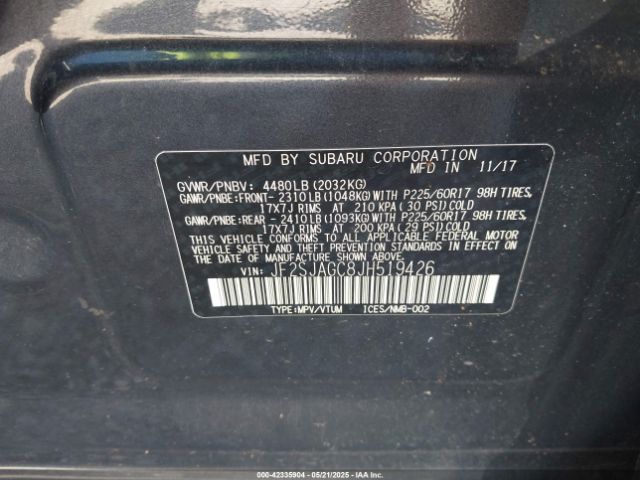 MFD BY SUBARU CORPORATION
MFD IN 11/17
GVWR/PNBV: 4480LB(2032KG)
GAWR/PNBE:FRONT- 2310LB(1048KG)WITH P225/60R17 98H TIRES,
17X7J RIMS AT 210 KPA(30 PSI)COLD
GAWR/PNBE:REAR - 2410LB(1093KG)WITH P225/60R17 98H TIRES,
17X7J RIMS AT 200 KPA(29 PSI)COLD
THIS VEHICLE CONFORMS TO ALL APPLICABLE FEDERAL MOTOR
VEHICLE SAFETY AND THEFT PREVENTION STANDARDS IN EFFECT ON
THE DATE OF MANUFACTURE SHOWN ABOVE.
VIN: JF2SJAGC8JH519426
TYPE:MPV/VTUM ICES/NMB-002
000-42335904 - 05/21/2025 - IAAI.COM